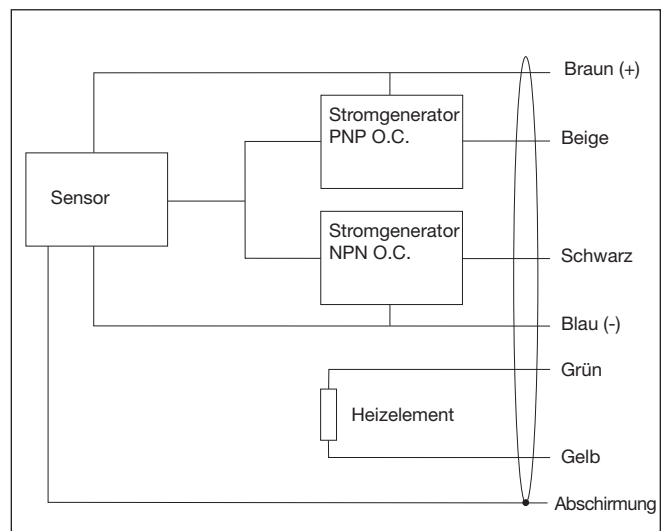 Braun (+)
Stromgenerator
PNP O.C.
Beige
Sensor
Stromgenerator
NPN O.C.
Schwarz
Blau (-)
Grün
Heizelement
Gelb
Abschirmung